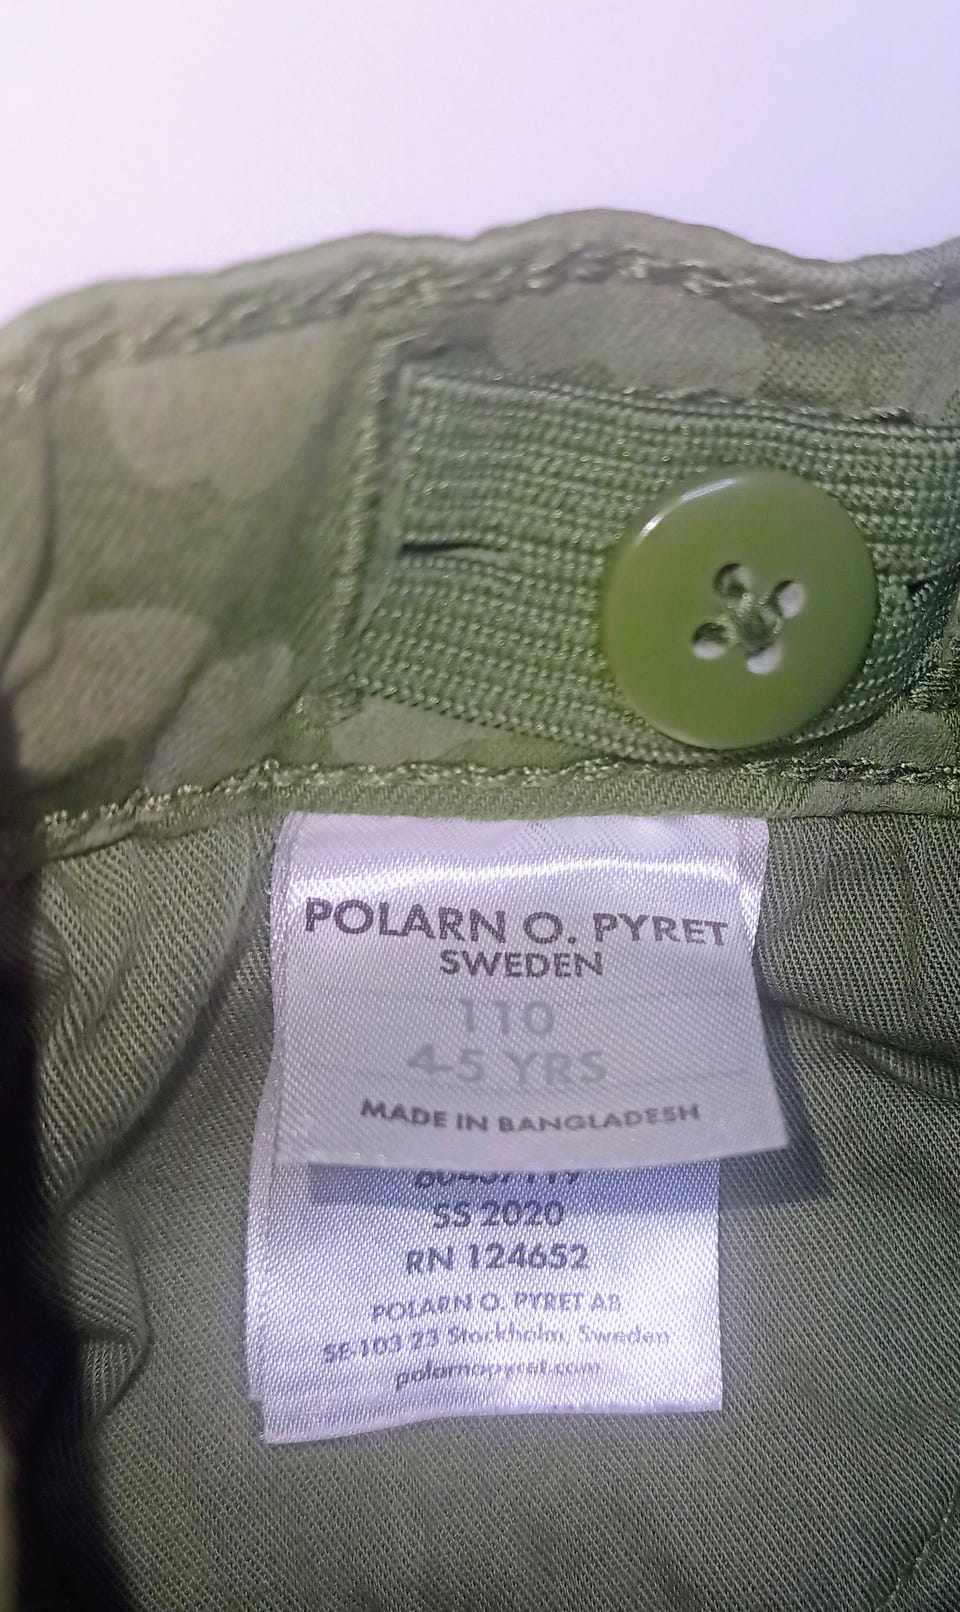 POLARN O. PYRET
SWEDEN
110
4-5 YRS
MADE IN BANGLADESH
SS 2020
RN 124652
POLARN O. PYRET AB
SE-103 23 Stockholm, Sweden
polarnopyret.com